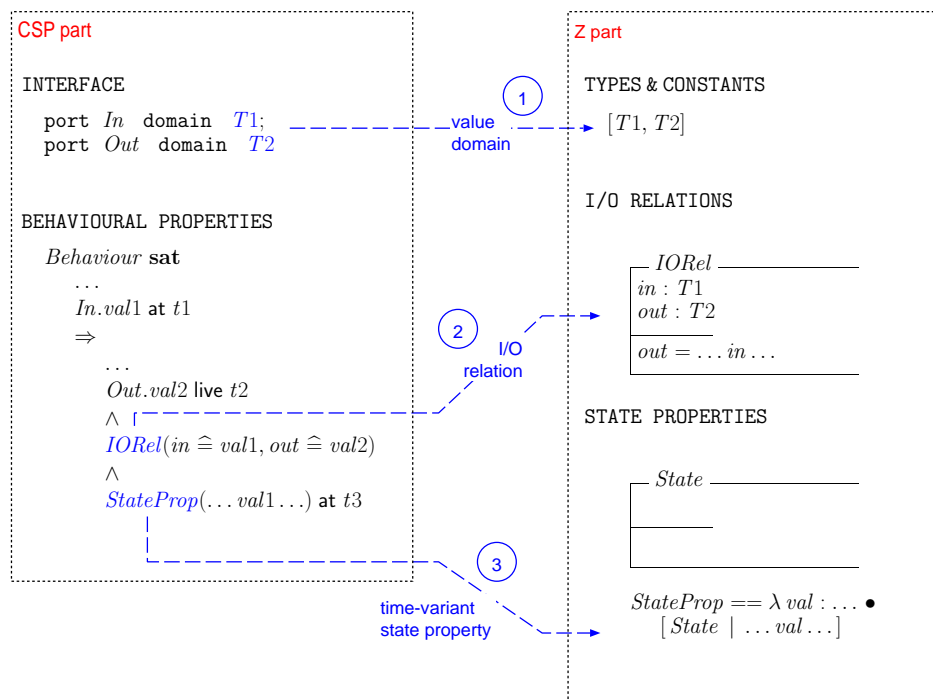 CSP part
INTERFACE
port In domain T1;
port Out domain T2
BEHAVIOURAL PROPERTIES
Behaviour sat
...
In.val1 at t1
⇒
...
Out.val2 live t2
∧
IORel(in ≙ val1, out ≙ val2)
∧
StateProp(... val1 ...) at t3
1
value
domain
2
I/O
relation
3
time-variant
state property
Z part
TYPES & CONSTANTS
[T1, T2]
I/O RELATIONS
IORel
in : T1
out : T2
out = ... in ...
STATE PROPERTIES
State
StateProp == λ val : ... •
[State | ... val ...]